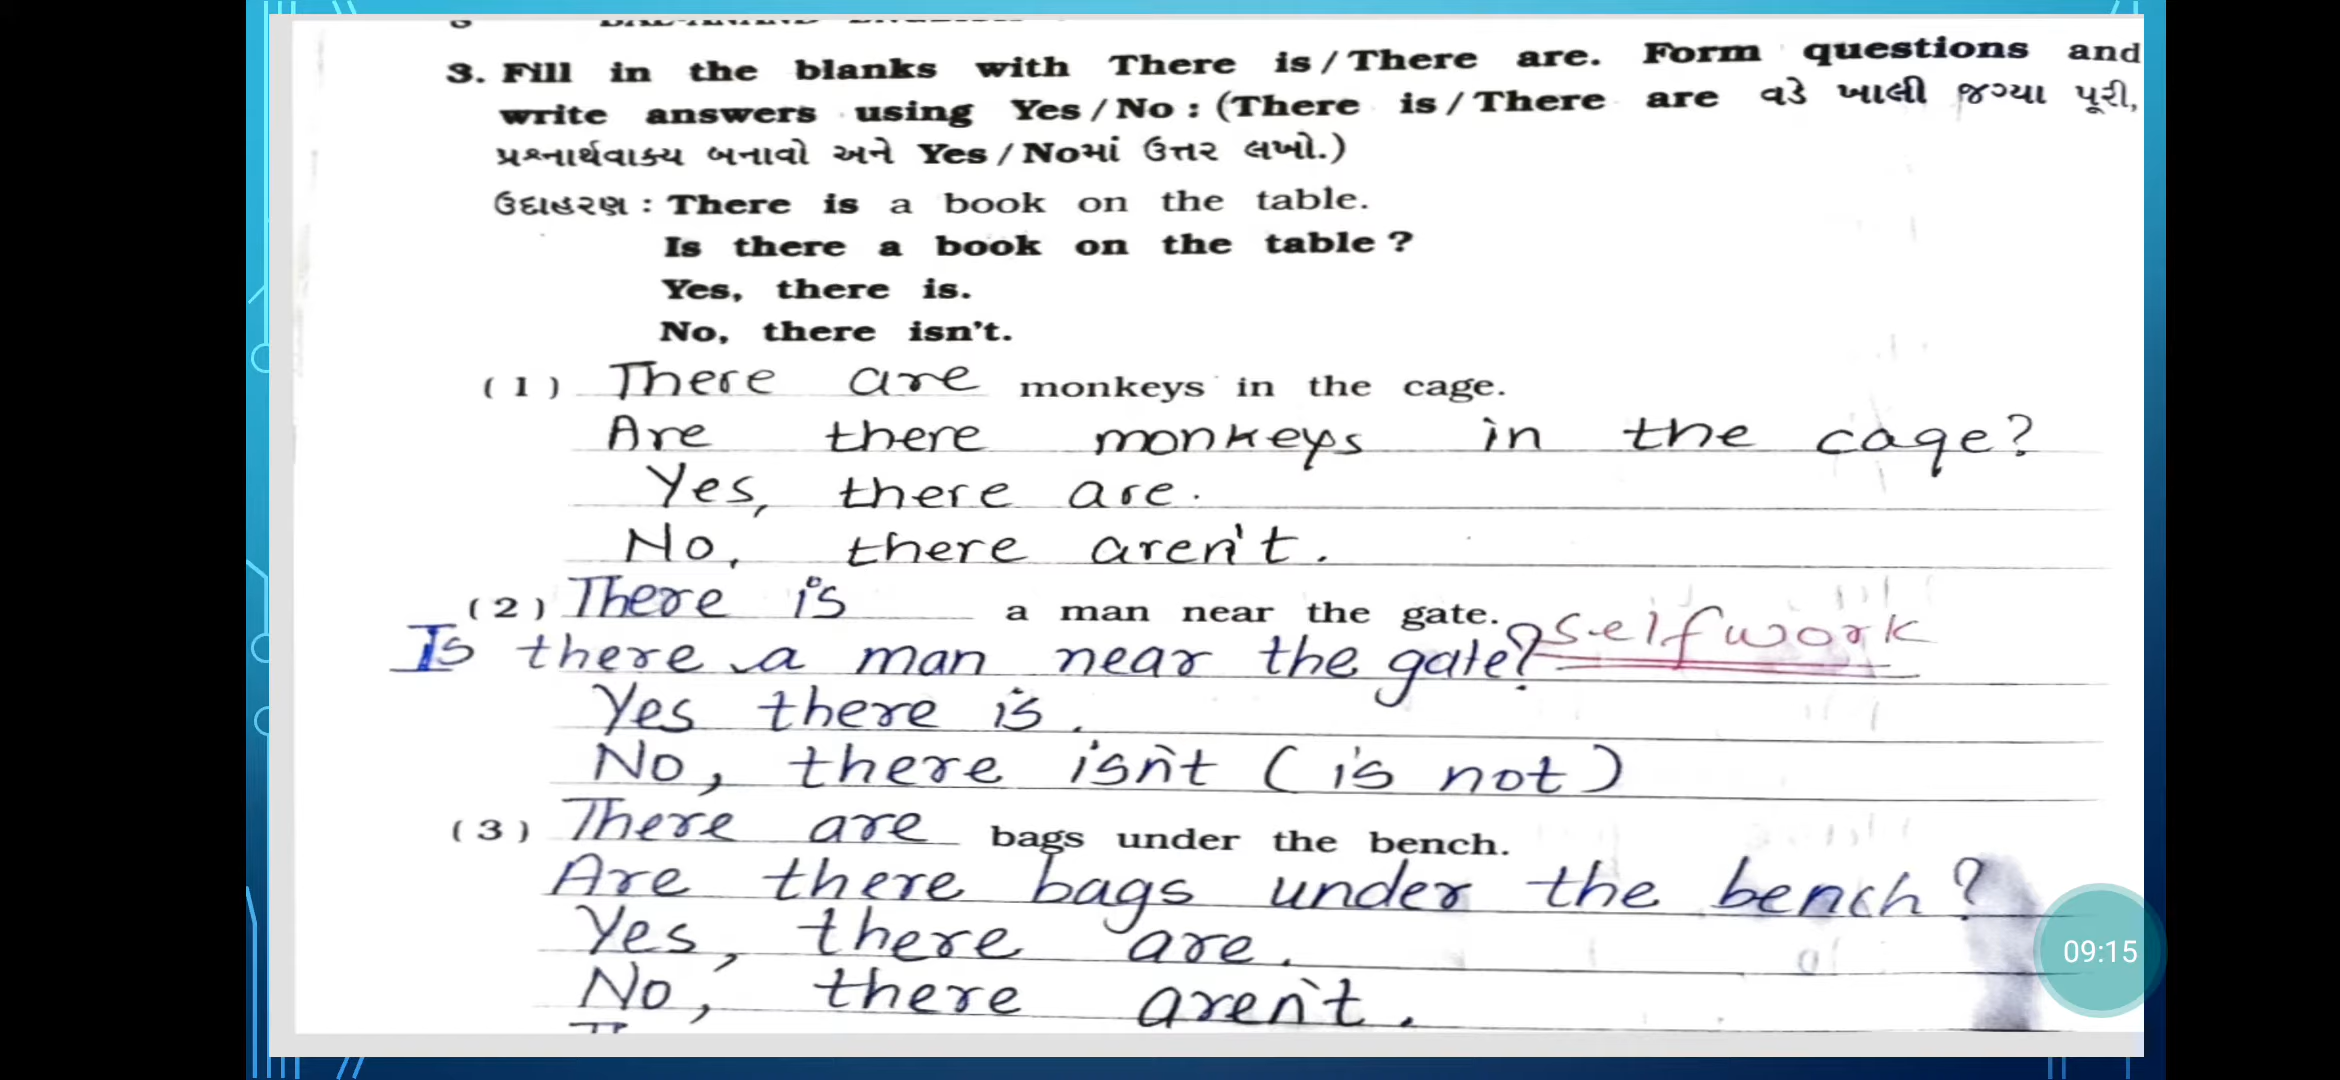 3. Fill in the blanks with There is / There are. Form questions and
write answers using Yes / No : (There is / There are વડે ખાલી જગ્યા પૂરી,
પ્રશ્નાર્થવાક્ય બનાવો અને Yes / Noમાં ઉત્તર લખો.)
ઉદાહરણ : There is a book on the table.
Is there a book on the table ?
Yes, there is.
No, there isn't.
(1) There are monkeys in the cage.
Are there monkeys in the cage?
Yes, there are.
No, there aren't.
(2) There is a man near the gate.
Selfwork
Is there a man near the gate?
Yes there is.
No, there isn't (is not)
(3) There are bags under the bench.
Are there bags under the bench?
Yes, there are.
No, there aren't.
09:15